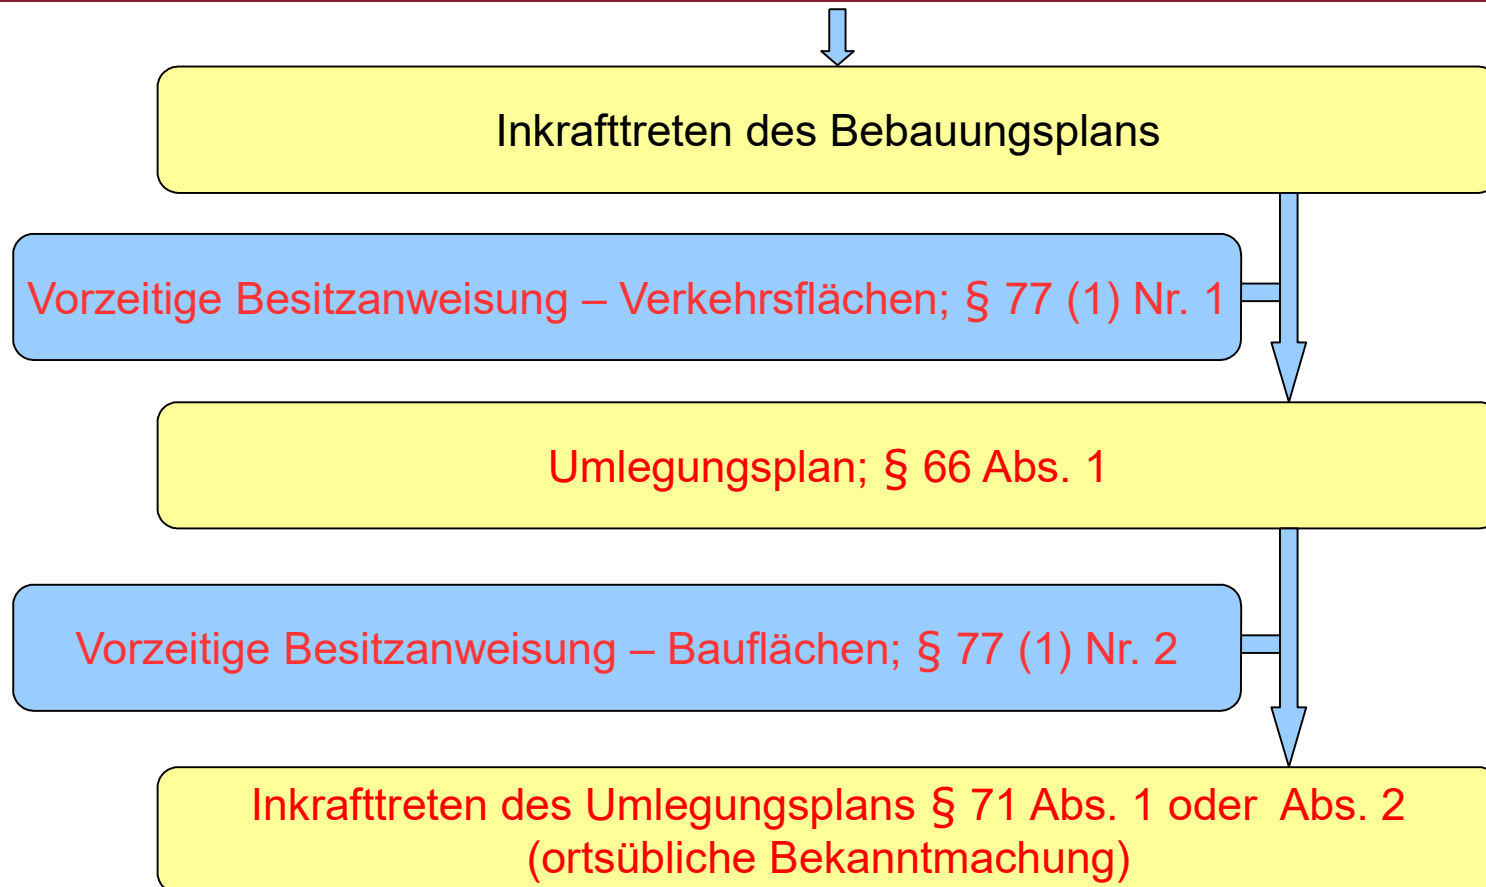 Inkrafttreten des Bebauungsplans
Vorzeitige Besitzanweisung – Verkehrsflächen; § 77 (1) Nr. 1
Umlegungsplan; § 66 Abs. 1
Vorzeitige Besitzanweisung – Bauflächen; § 77 (1) Nr. 2
Inkrafttreten des Umlegungsplans § 71 Abs. 1 oder Abs. 2
(ortsübliche Bekanntmachung)